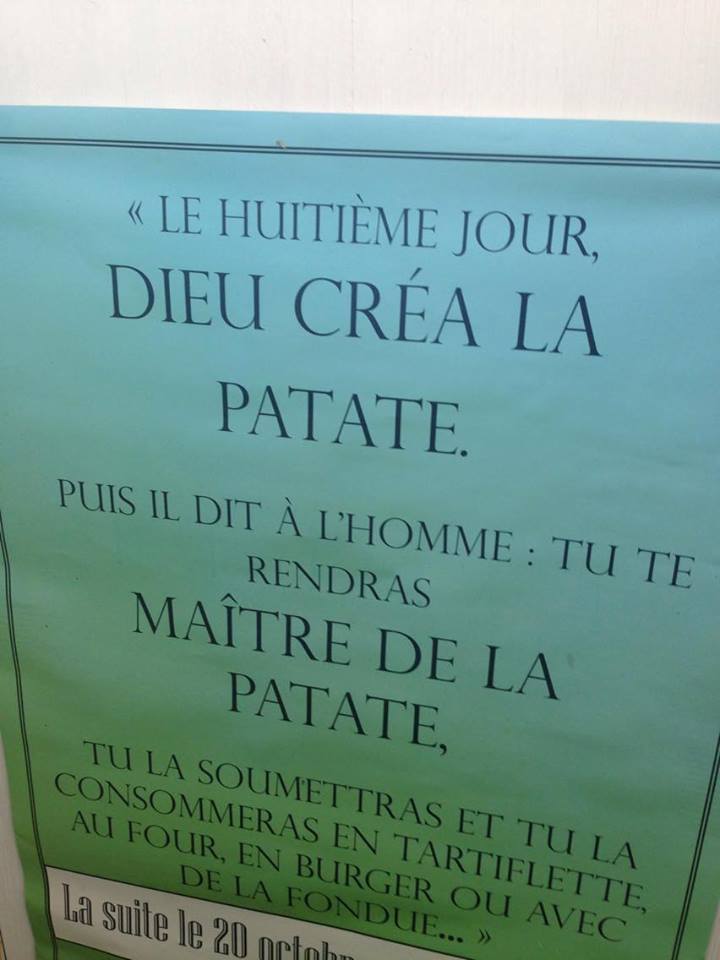 « LE HUITIÈME JOUR,
DIEU CRÉA LA
PATATE.
PUIS IL DIT À L'HOMME : TU TE
RENDRAS
MAÎTRE DE LA
PATATE,
TU LA SOUMETTRAS ET TU LA
CONSOMMERAS EN TARTIFLETTE,
AU FOUR, EN BURGER OU AVEC
DE LA FONDUE... »
La suite le 20